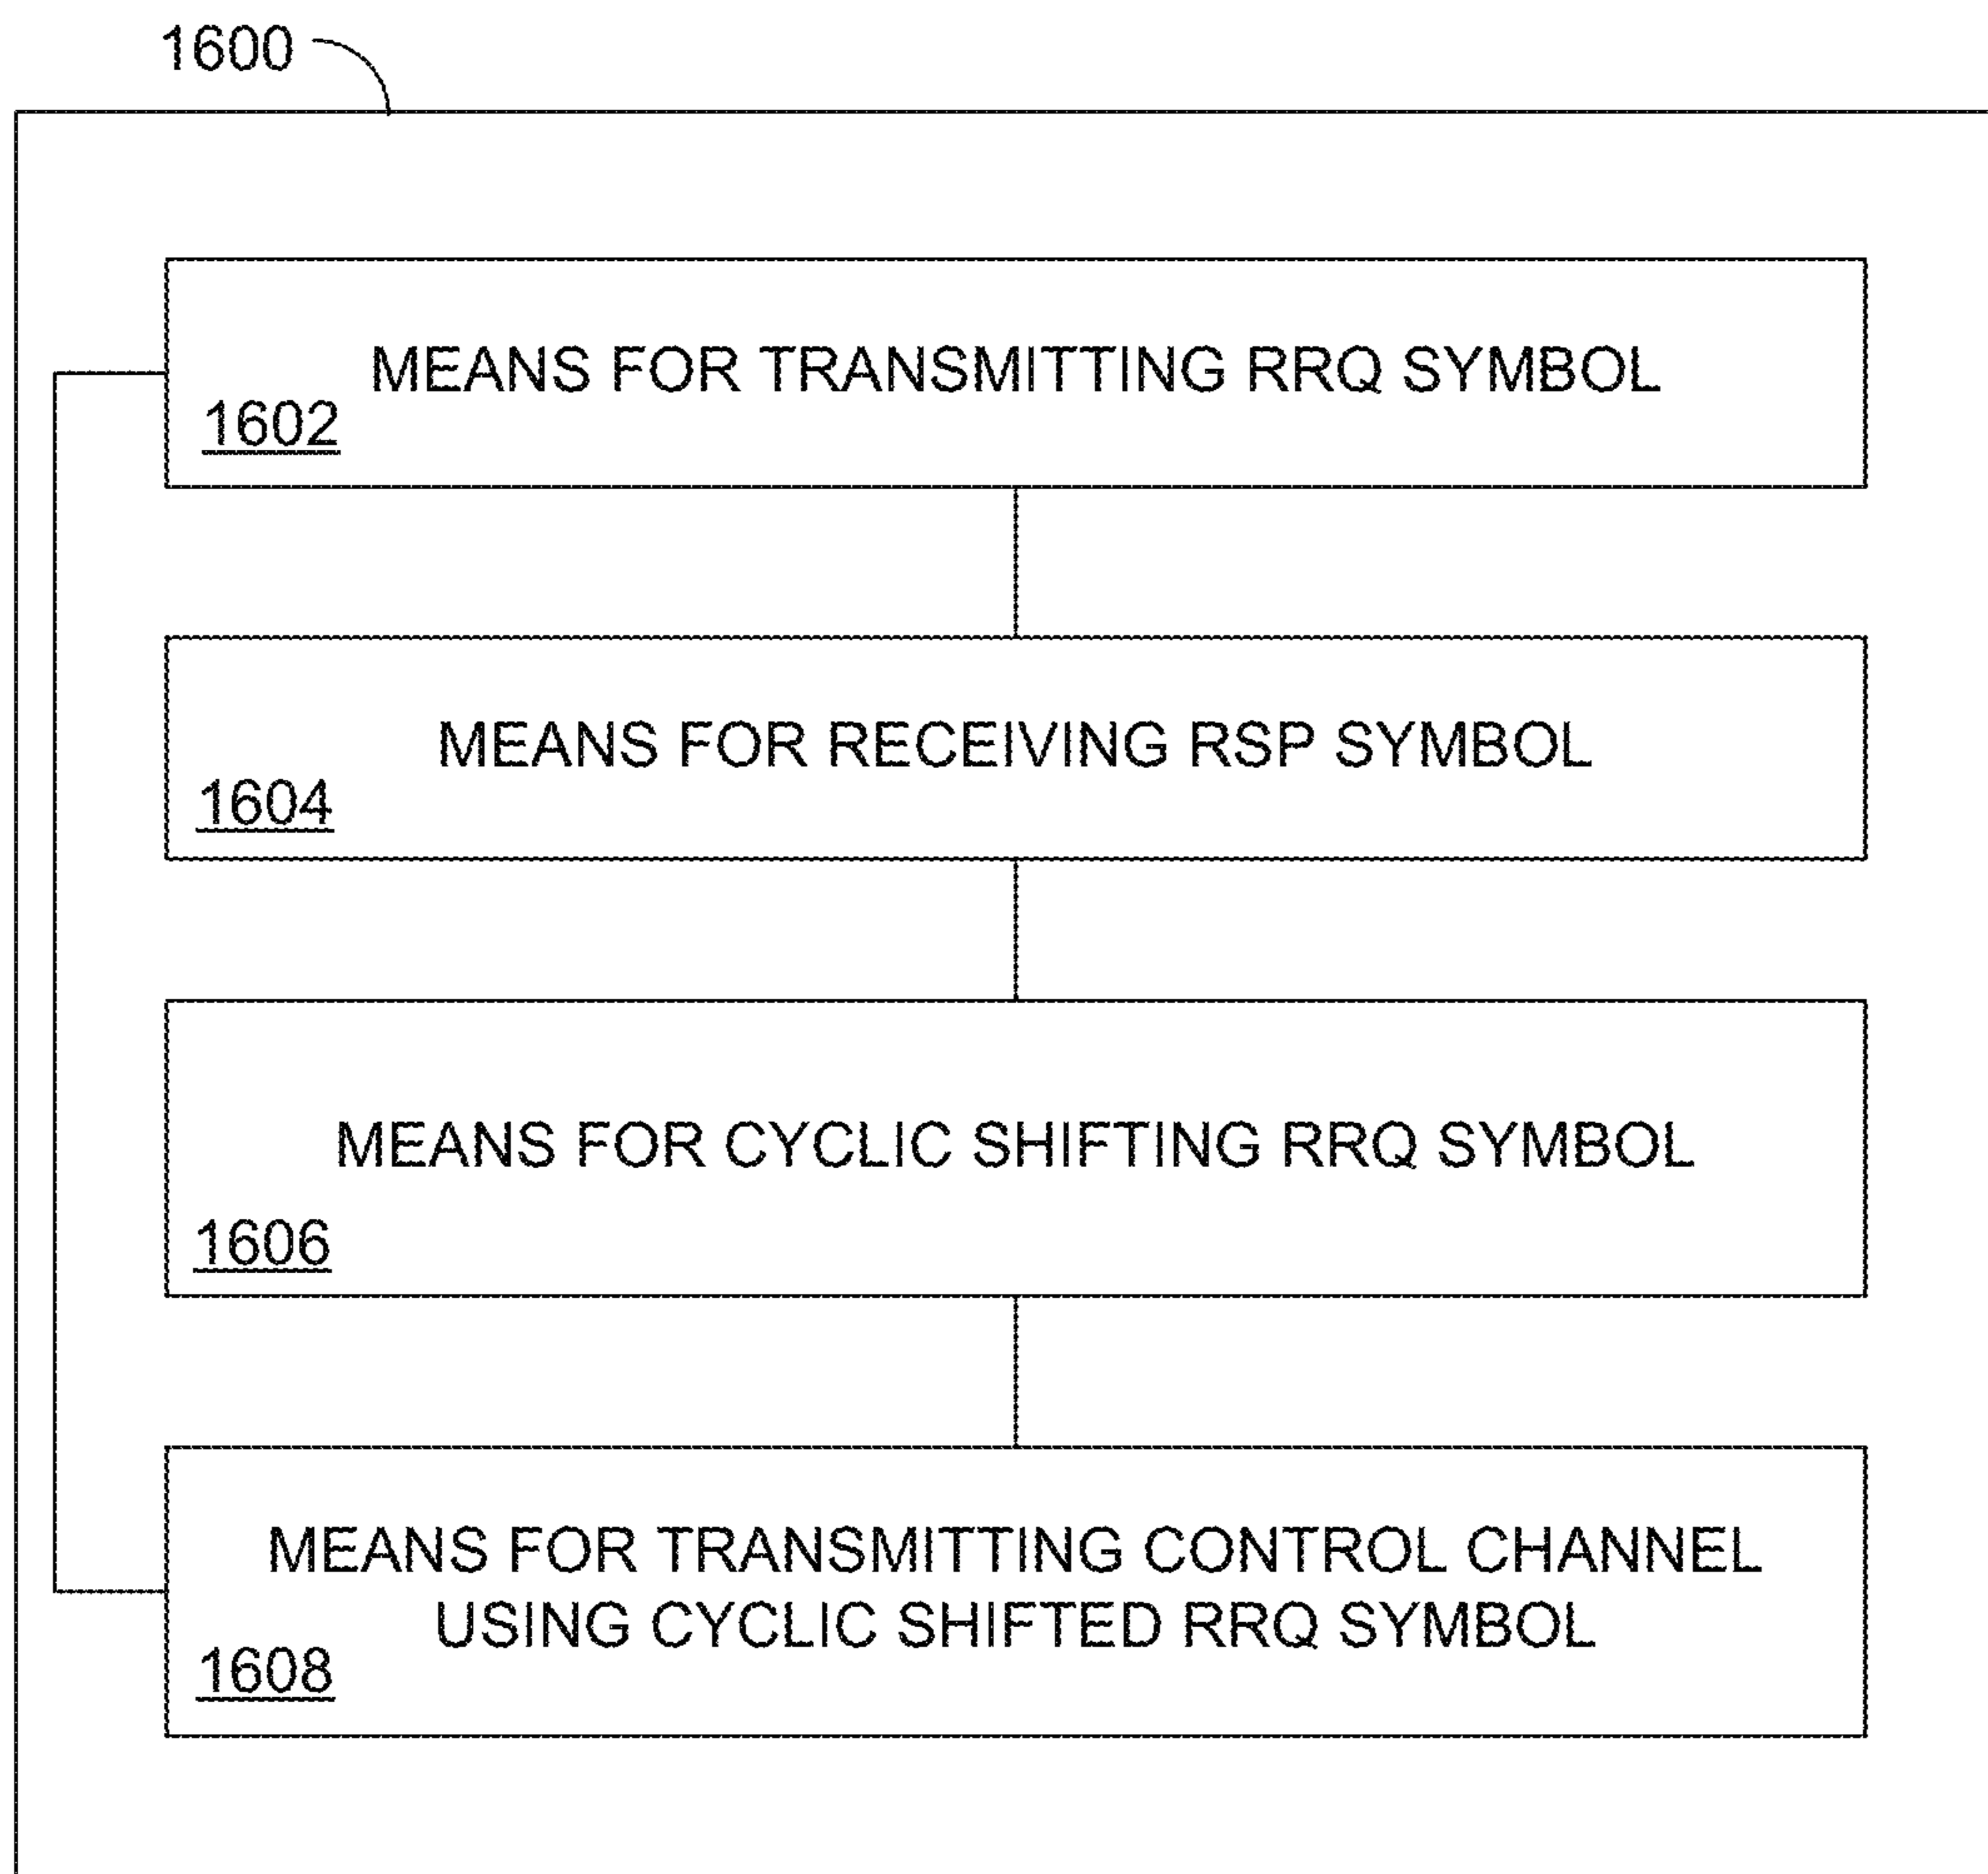 1600
MEANS FOR TRANSMITTING RRQ SYMBOL
1602
MEANS FOR RECEIVING RSP SYMBOL
1604
MEANS FOR CYCLIC SHIFTING RRQ SYMBOL
1606
MEANS FOR TRANSMITTING CONTROL CHANNEL
USING CYCLIC SHIFTED RRQ SYMBOL
1608